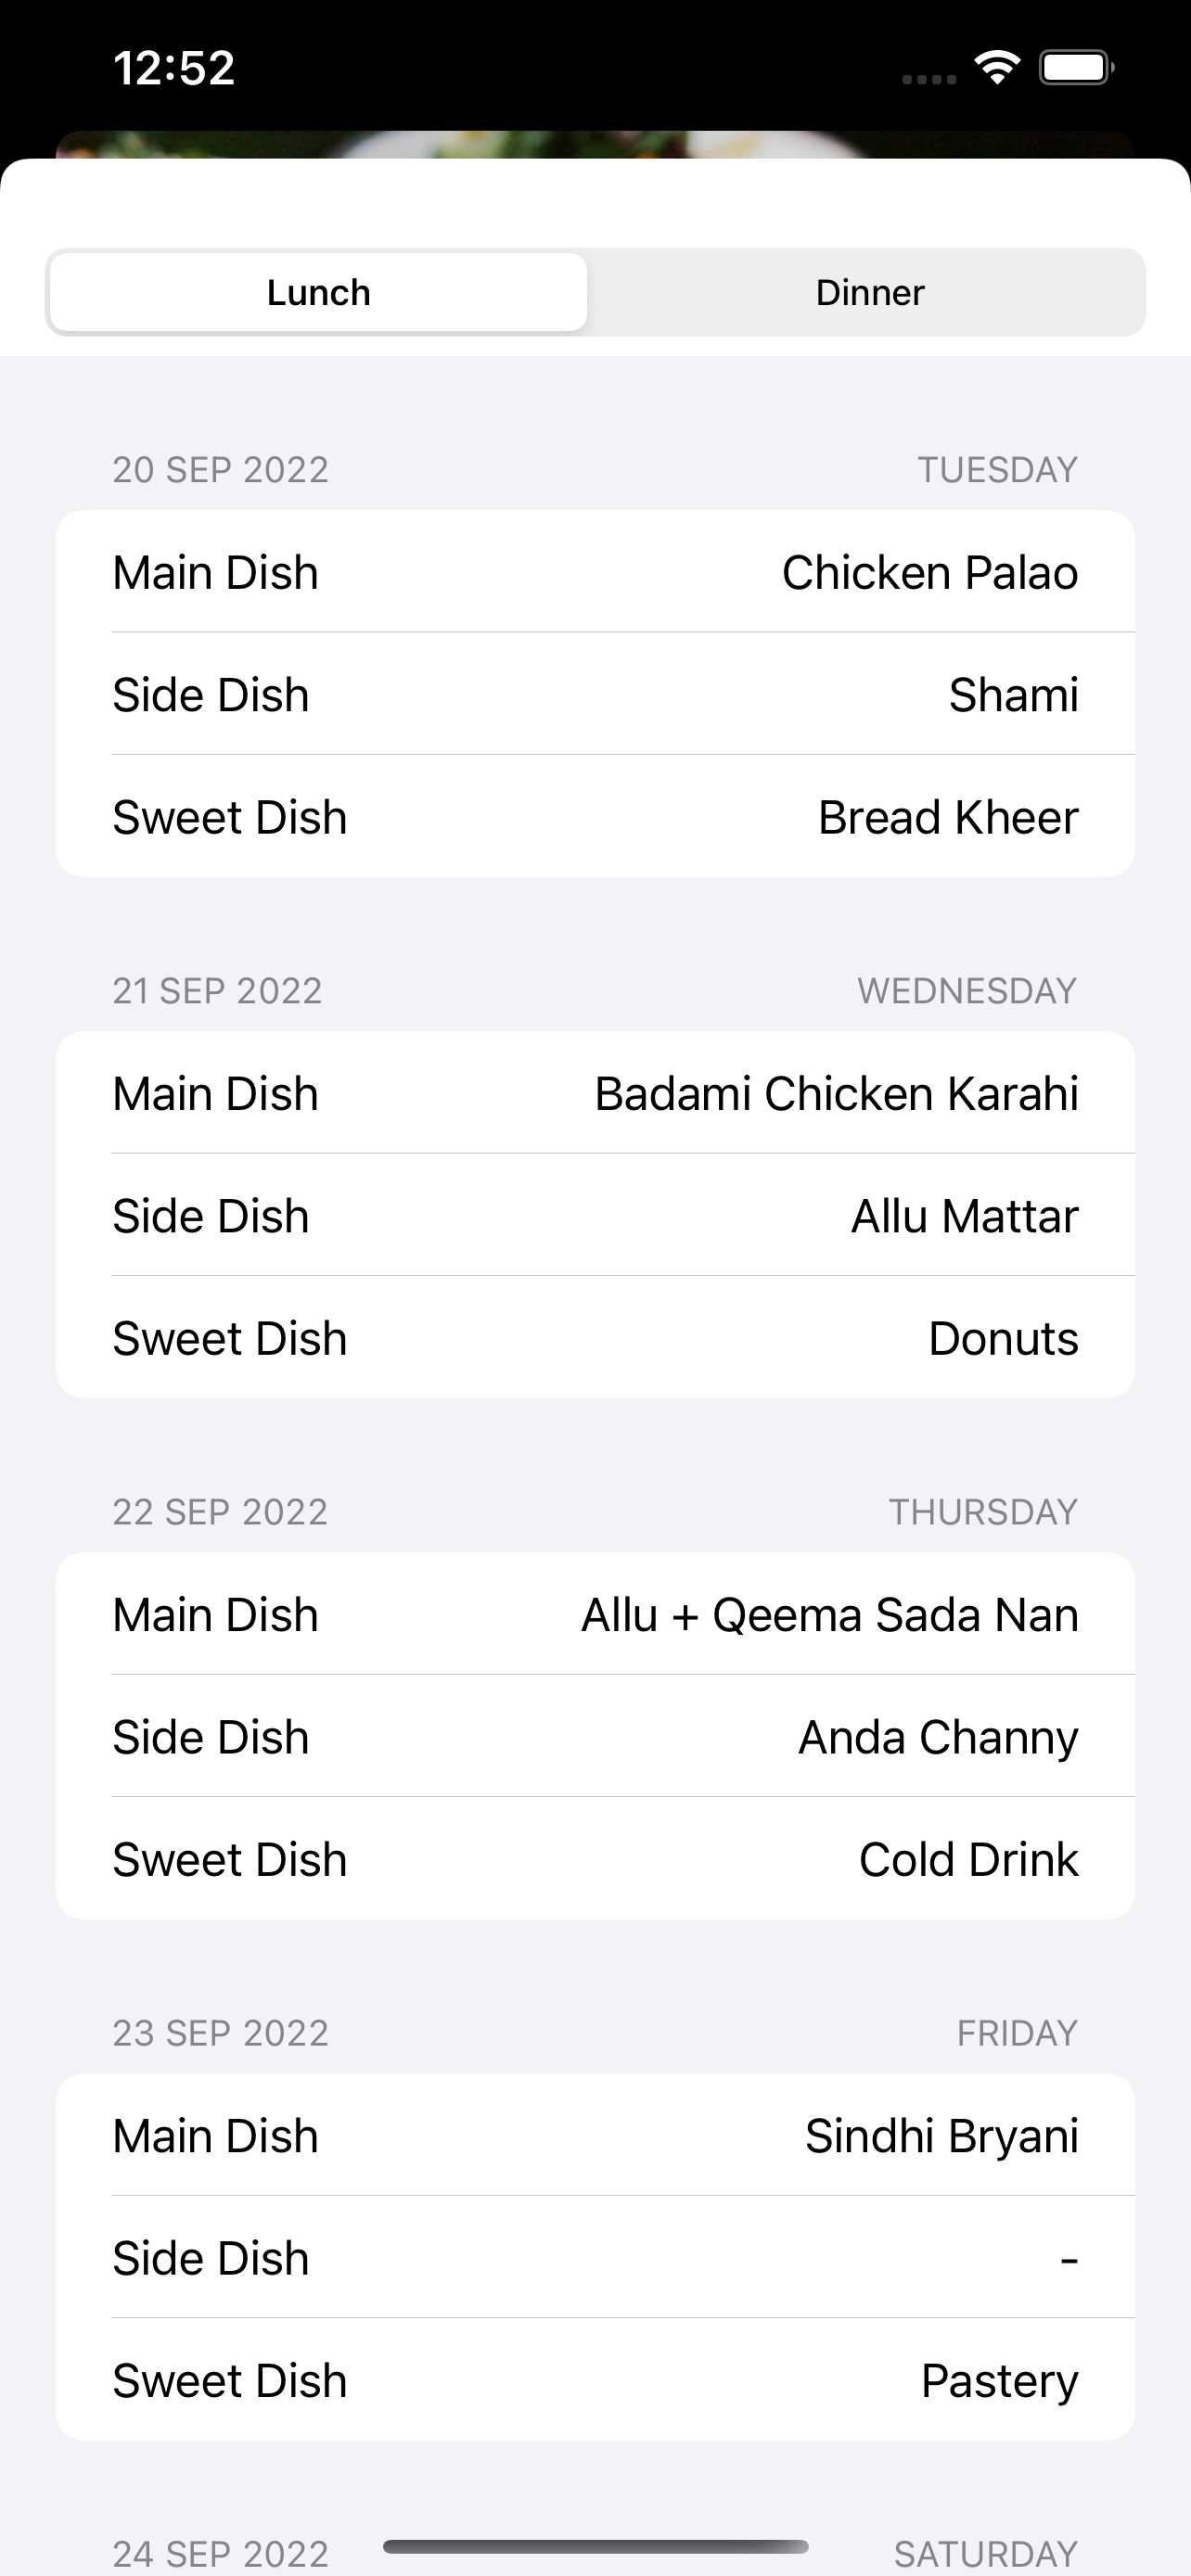 12:52
Lunch Dinner
20 SEP 2022 TUESDAY
Main Dish Chicken Palao
Side Dish Shami
Sweet Dish Bread Kheer
21 SEP 2022 WEDNESDAY
Main Dish Badami Chicken Karahi
Side Dish Allu Mattar
Sweet Dish Donuts
22 SEP 2022 THURSDAY
Main Dish Allu + Qeema Sada Nan
Side Dish Anda Channy
Sweet Dish Cold Drink
23 SEP 2022 FRIDAY
Main Dish Sindhi Bryani
Side Dish -
Sweet Dish Pastery
24 SEP 2022 SATURDAY